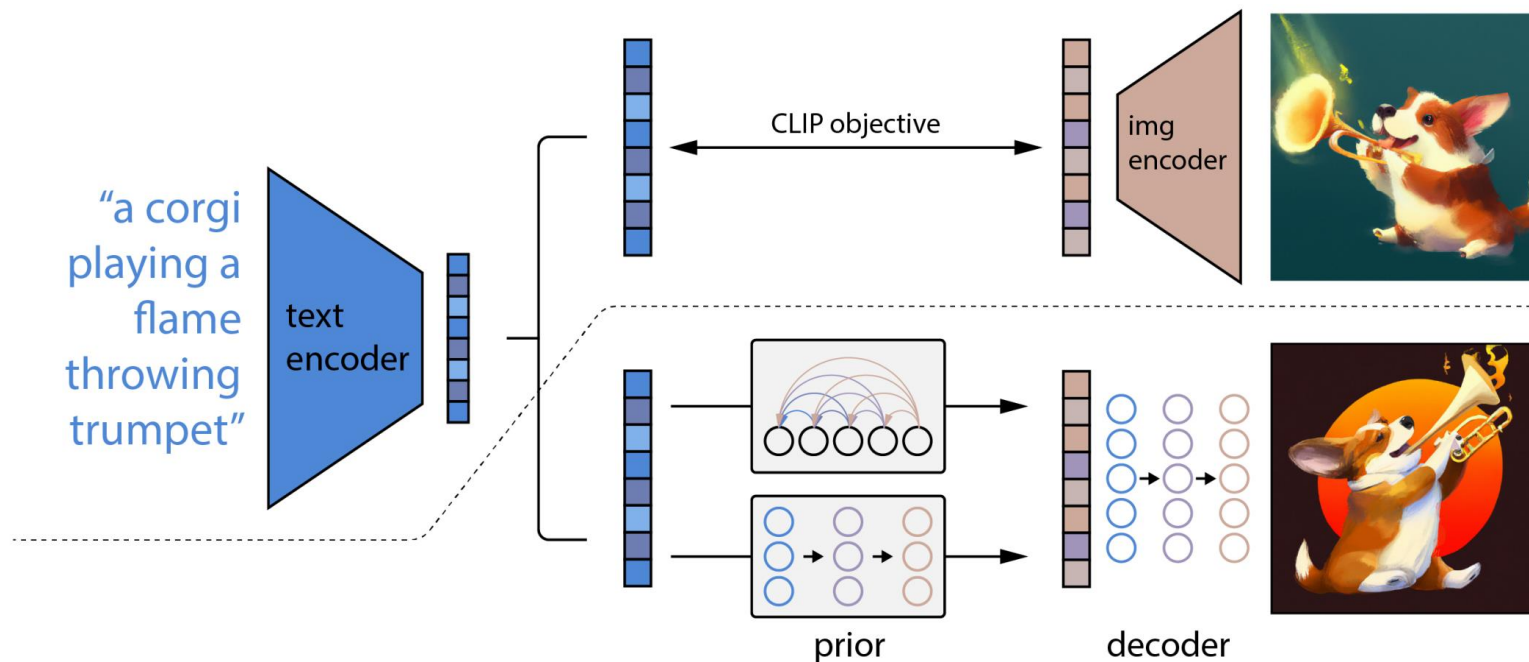 “a corgi
playing a
flame
throwing
trumpet”
text
encoder
CLIP objective
img
encoder
prior
decoder